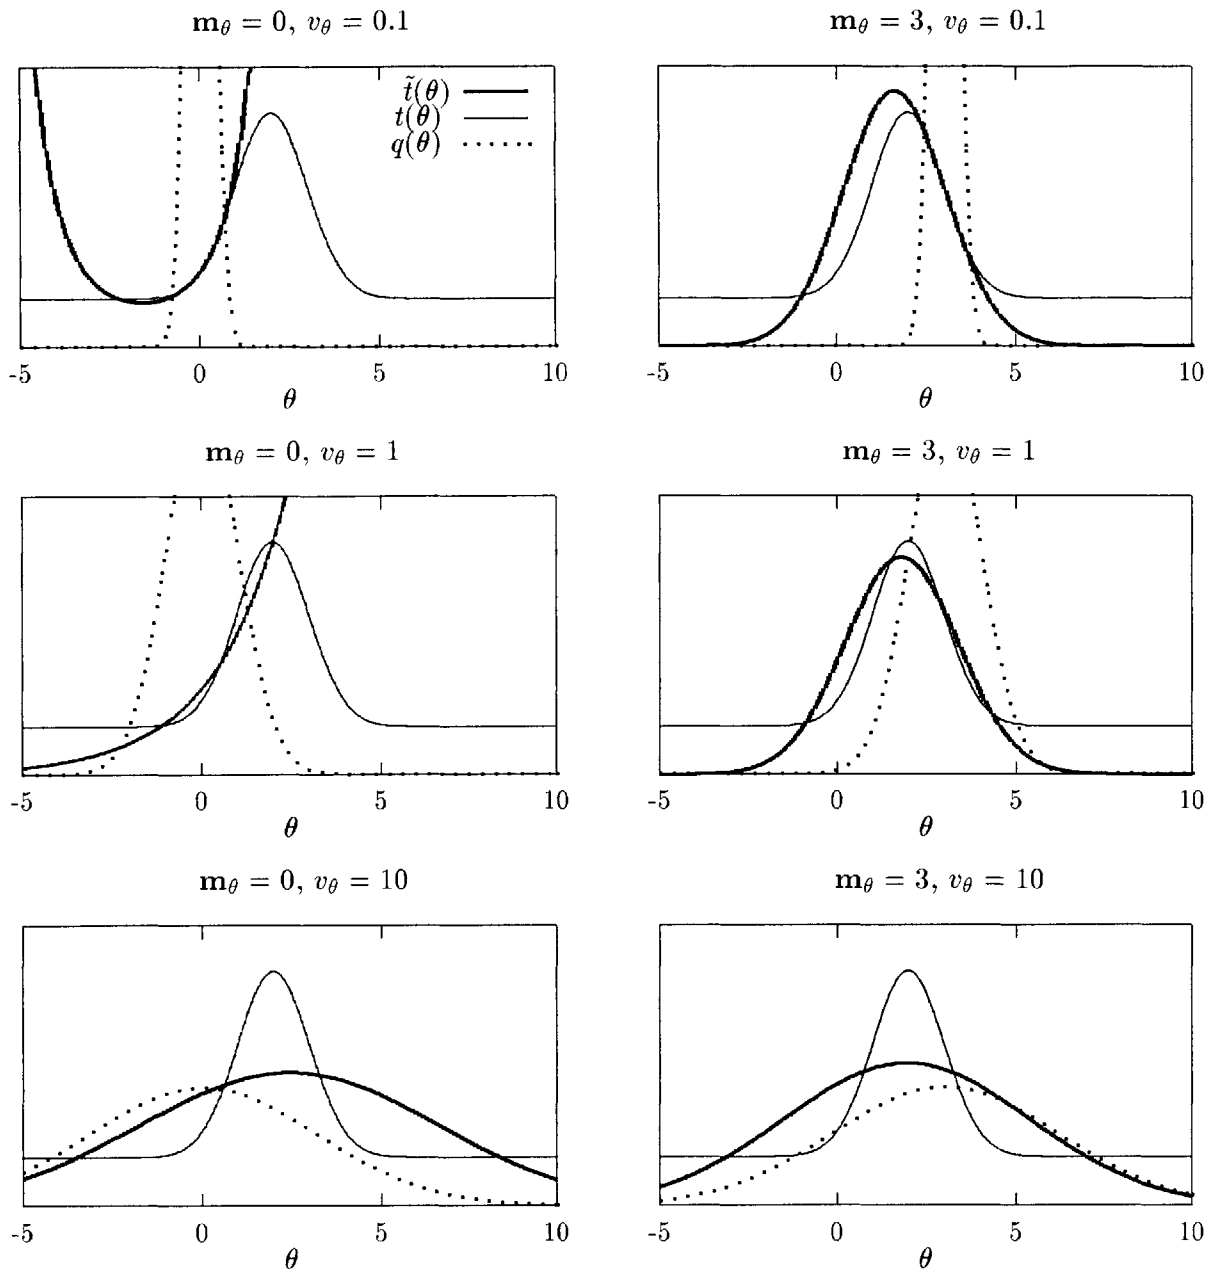 m_θ = 0, v_θ = 0.1
t̃(θ)
t(θ)
q(θ)
-5 0 5 10
θ
m_θ = 3, v_θ = 0.1
-5 0 5 10
θ
m_θ = 0, v_θ = 1
-5 0 5 10
θ
m_θ = 3, v_θ = 1
-5 0 5 10
θ
m_θ = 0, v_θ = 10
-5 0 5 10
θ
m_θ = 3, v_θ = 10
-5 0 5 10
θ